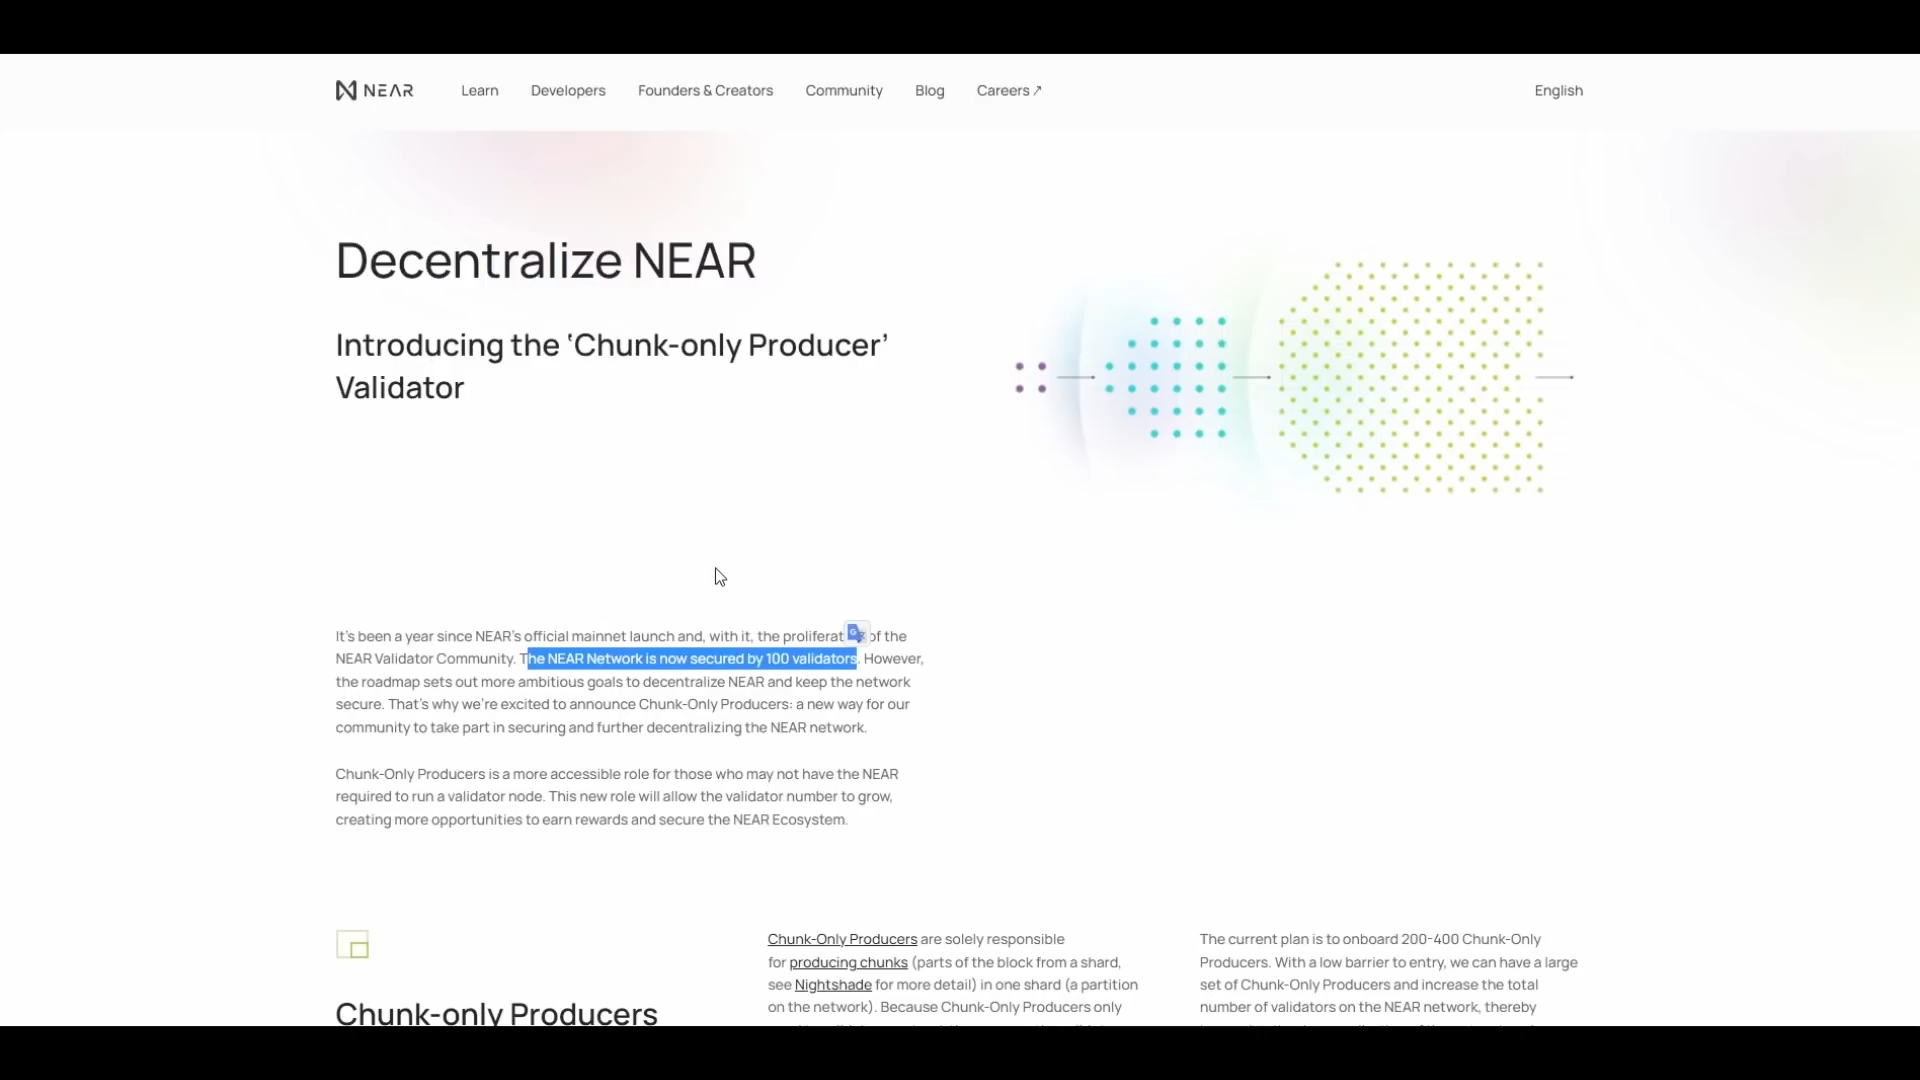 NEAR
Learn
Developers
Founders & Creators
Community
Blog
Careers ↗
English
Decentralize NEAR
Introducing the ‘Chunk-only Producer’
Validator
It’s been a year since NEAR’s official mainnet launch and, with it, the proliferat of the
NEAR Validator Community. The NEAR Network is now secured by 100 validators. However,
the roadmap sets out more ambitious goals to decentralize NEAR and keep the network
secure. That’s why we’re excited to announce Chunk-Only Producers: a new way for our
community to take part in securing and further decentralizing the NEAR network.
Chunk-Only Producers is a more accessible role for those who may not have the NEAR
required to run a validator node. This new role will allow the validator number to grow,
creating more opportunities to earn rewards and secure the NEAR Ecosystem.
Chunk-only Producers
Chunk-Only Producers are solely responsible
for producing chunks (parts of the block from a shard,
see Nightshade for more detail) in one shard (a partition
on the network). Because Chunk-Only Producers only
The current plan is to onboard 200-400 Chunk-Only
Producers. With a low barrier to entry, we can have a large
set of Chunk-Only Producers and increase the total
number of validators on the NEAR network, thereby